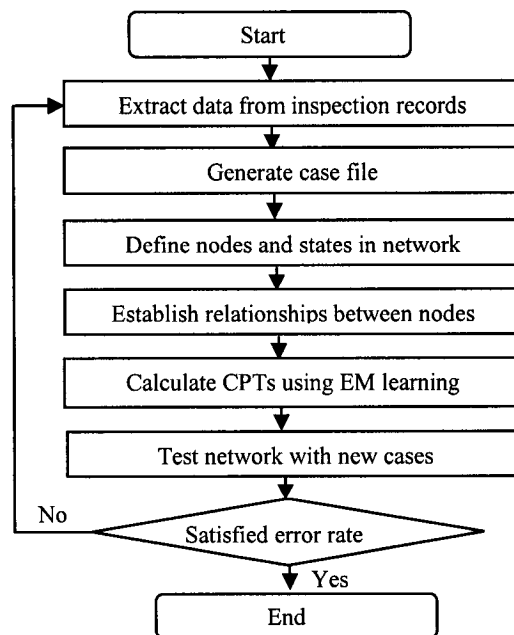 Start
Extract data from inspection records
Generate case file
Define nodes and states in network
Establish relationships between nodes
Calculate CPTs using EM learning
Test network with new cases
No
Satisfied error rate
Yes
End